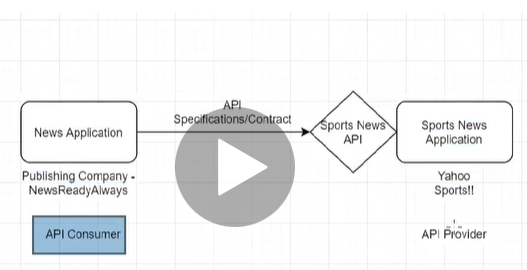 API
Specifications/Contract
News Application
Sports News
API
Sports News
Application
Publishing Company -
NewsReadyAlways
Yahoo
Sports!!
API Consumer
API Provider